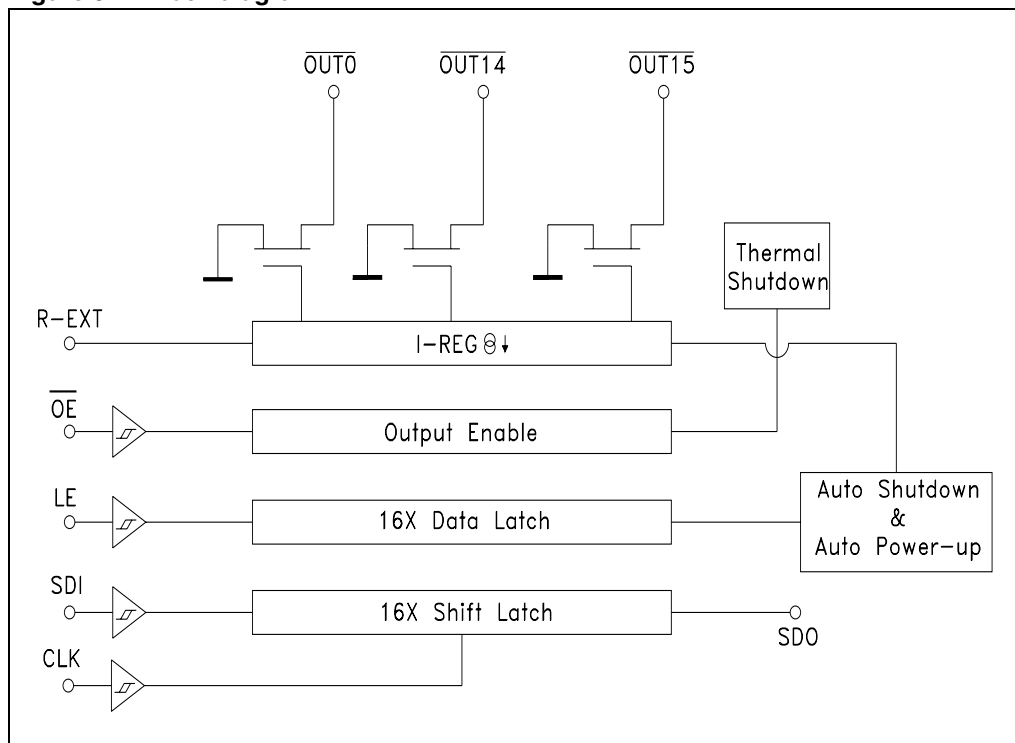 OUT0 OUT14 OUT15
Thermal
Shutdown
R-EXT
I-REG
OE
Output Enable
LE
16X Data Latch
Auto Shutdown
&
Auto Power-up
SDI
16X Shift Latch
SDO
CLK